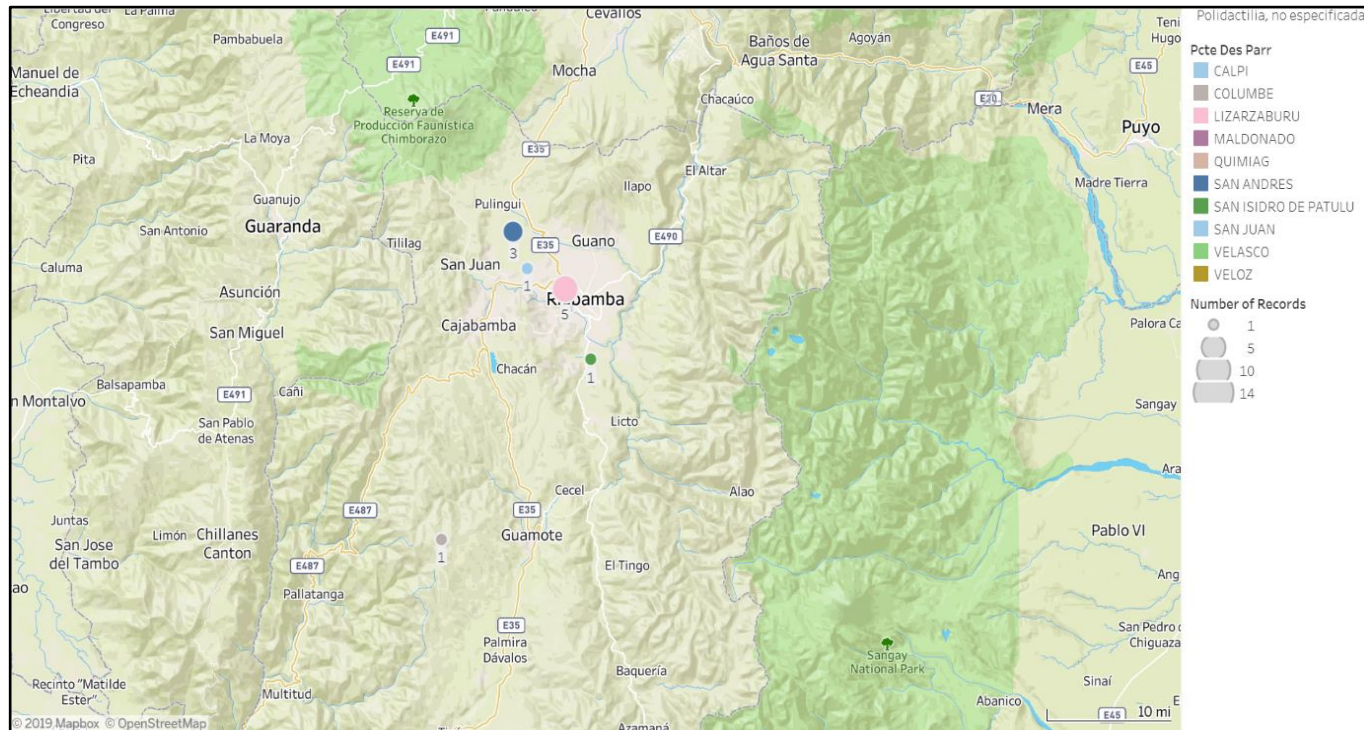 Libertad del
Congreso
La Palma
Pambabuela
E491
Cevallos
Baños de
Agua Santa
Agoyán
Polidactilia, no especificada
Teni
Hugo
E45
Manuel de
Echeandia
E491
Mocha
Chacaúco
E30
Mera
Puyo
Reserva de
Producción Faunística
Chimborazo
La Moya
E35
Pita
Guanujo
Ilapo
El Altar
Madre Tierra
San Antonio
Guaranda
Pulingui
Tililag
E35
Guano
E490
3
Caluma
San Juan
1
Asunción
Riobamba
5
San Miguel
Cajabamba
Palora Ca
Chacán
1
Balsapamba
E491
Cañi
n Montalvo
San Pablo
de Atenas
Licto
Sangay
Cecel
Alao
Ara
E487
E35
Juntas
San Jose
del Tambo
Limón
Chillanes
Canton
Guamote
Pablo VI
1
E487
El Tingo
Ang
ao
Pallatanga
E35
San Pedro d
Chiguaza
Palmira
Dávalos
Sangay
National Park
Baquería
Recinto "Matilde
Ester"
Multitud
Sinaí
Abanico
E
© 2019 Mapbox © OpenStreetMap
Azamaná
E45
10 mi
Pcte Des Parr
CALPI
COLUMBE
LIZARZABURU
MALDONADO
QUIMIAG
SAN ANDRES
SAN ISIDRO DE PATULU
SAN JUAN
VELASCO
VELOZ
Number of Records
1
5
10
14